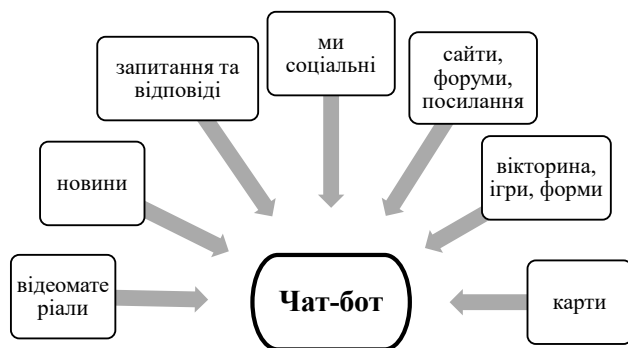 ми
соціальні
запитання та
відповіді
сайти,
форуми,
посилання
новини
вікторина,
ігри, форми
відеомате
ріали
Чат-бот
карти